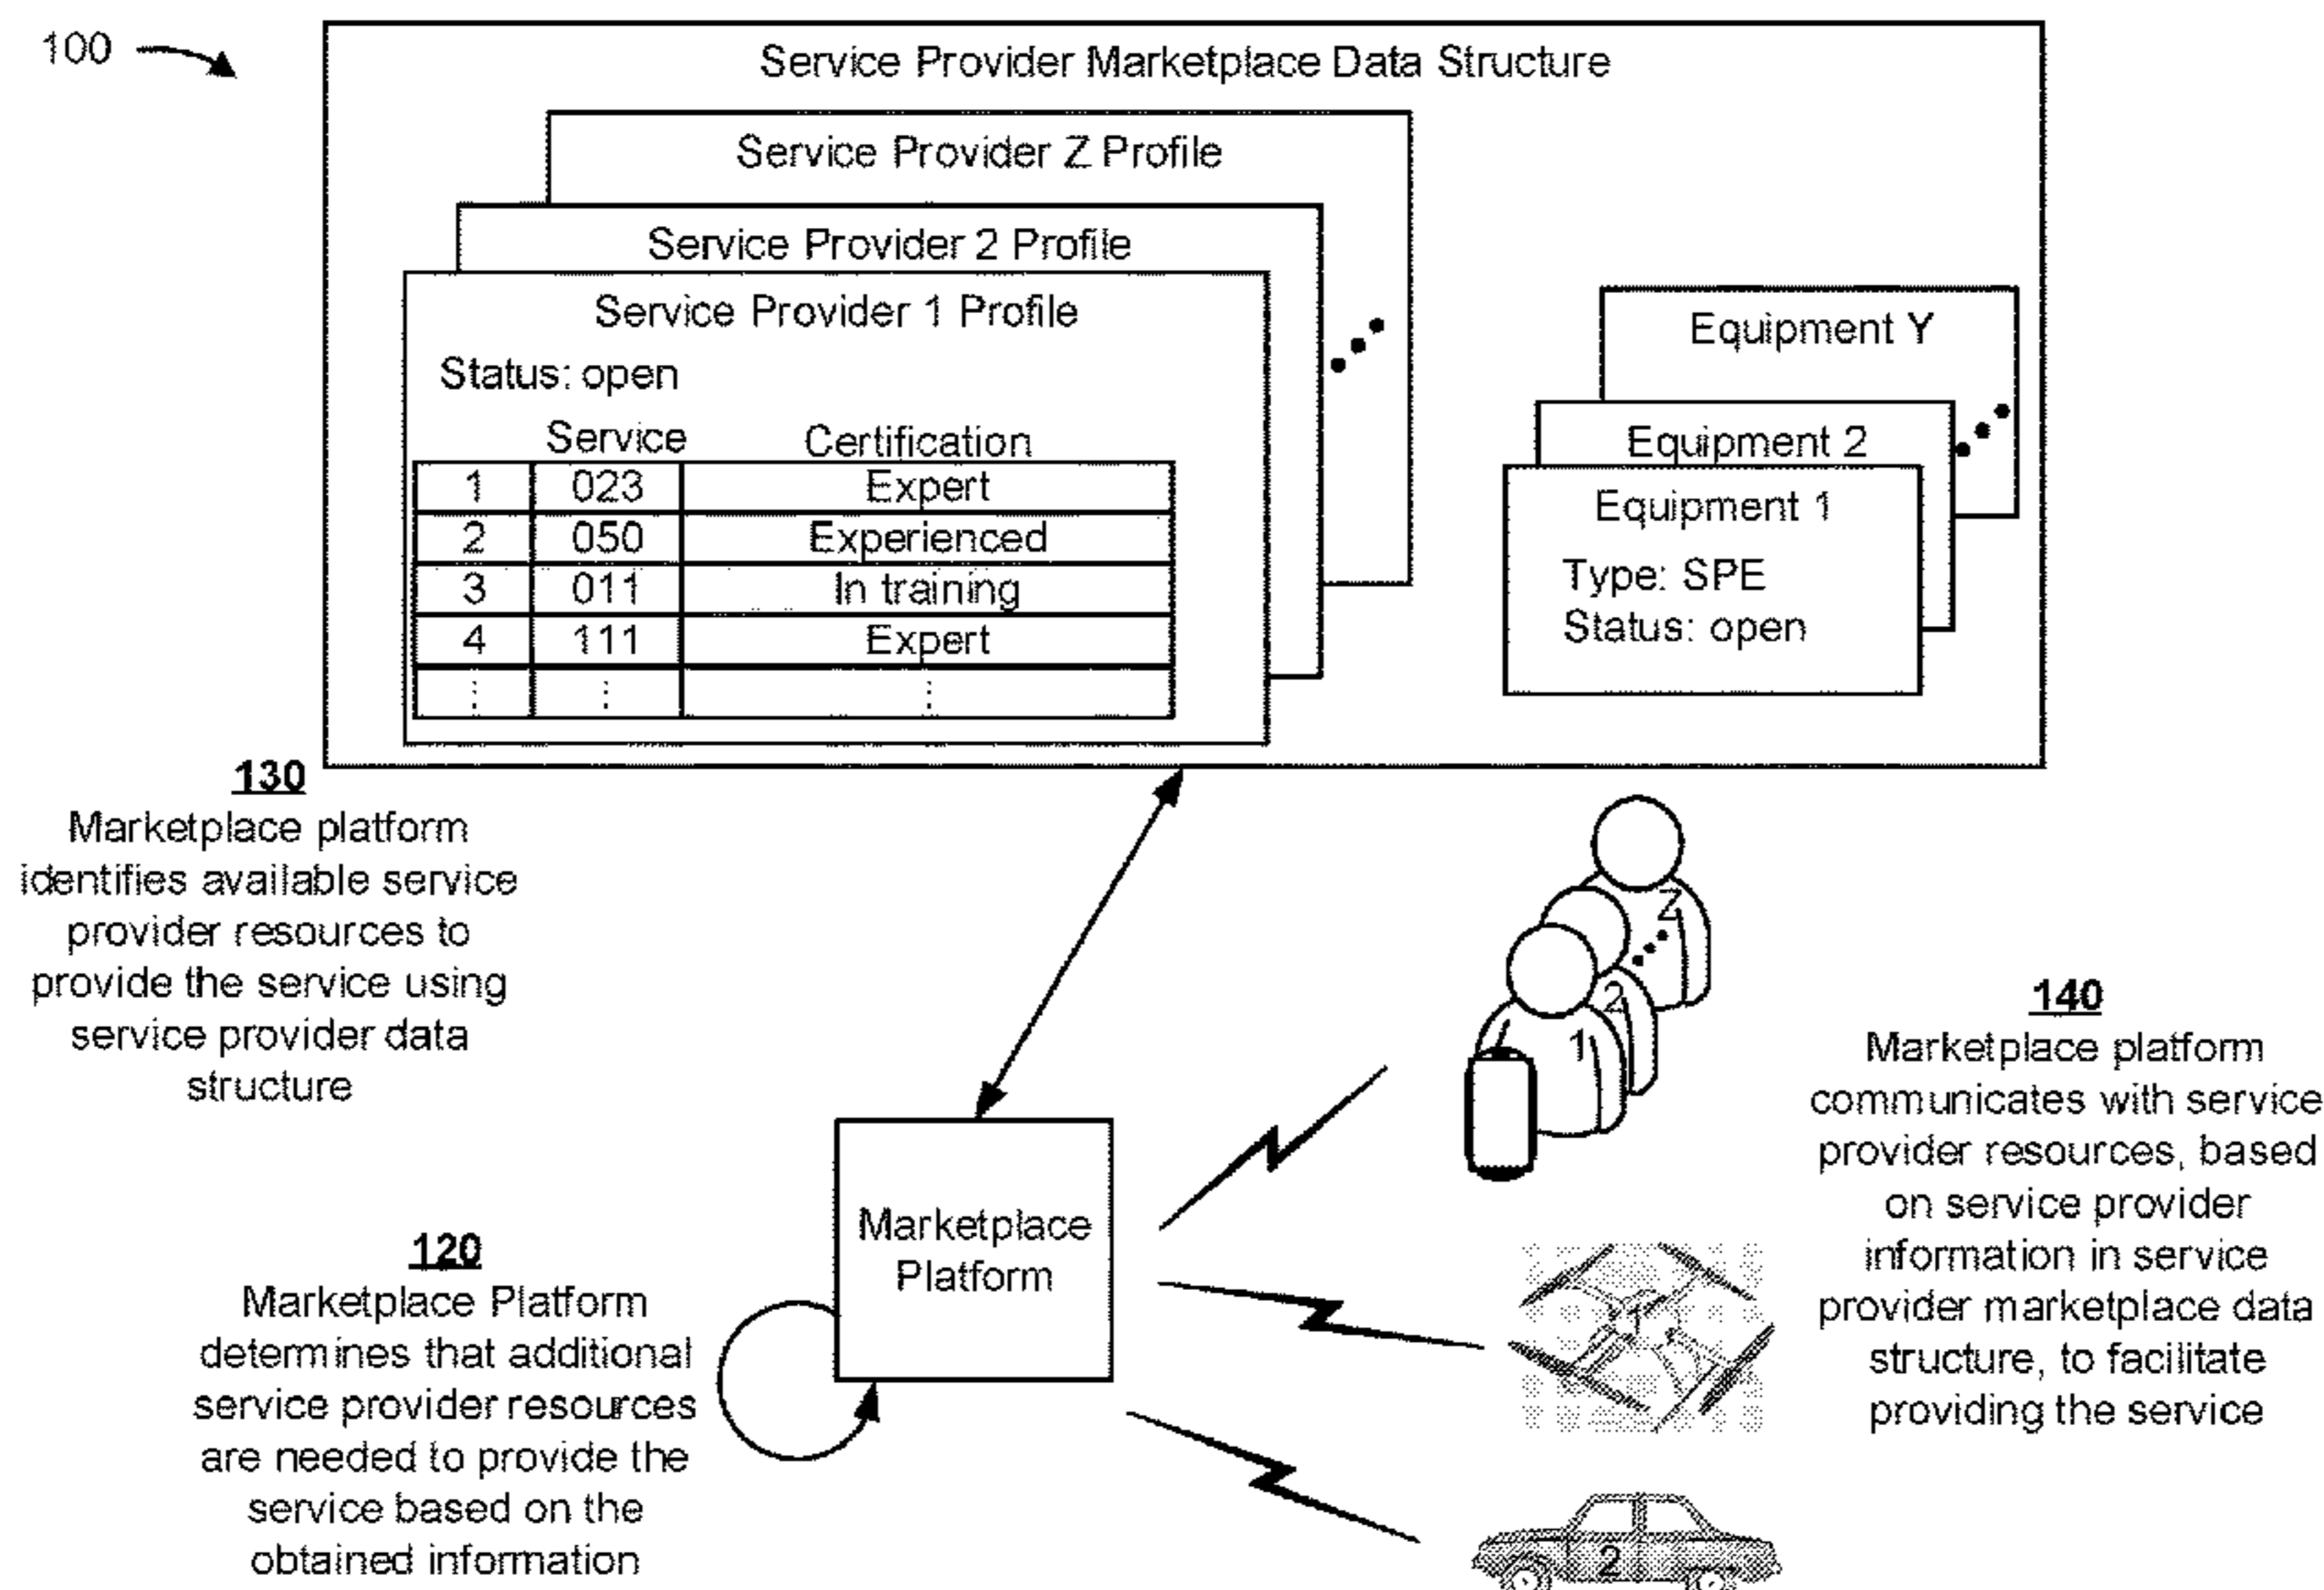 100
Service Provider Marketplace Data Structure
Service Provider Z Profile
Service Provider 2 Profile
Service Provider 1 Profile
Status: open
Service Certification
1 023 Expert
2 050 Experienced
3 011 In training
4 111 Expert
⋮ ⋮ ⋮
Equipment Y
Equipment 2
Equipment 1
Type: SPE
Status: open
130
Marketplace platform
identifies available service
provider resources to
provide the service using
service provider data
structure
Z
2
1
140
Marketplace platform
communicates with service
provider resources, based
on service provider
information in service
provider marketplace data
structure, to facilitate
providing the service
Marketplace
Platform
120
Marketplace Platform
determines that additional
service provider resources
are needed to provide the
service based on the
obtained information
1
2